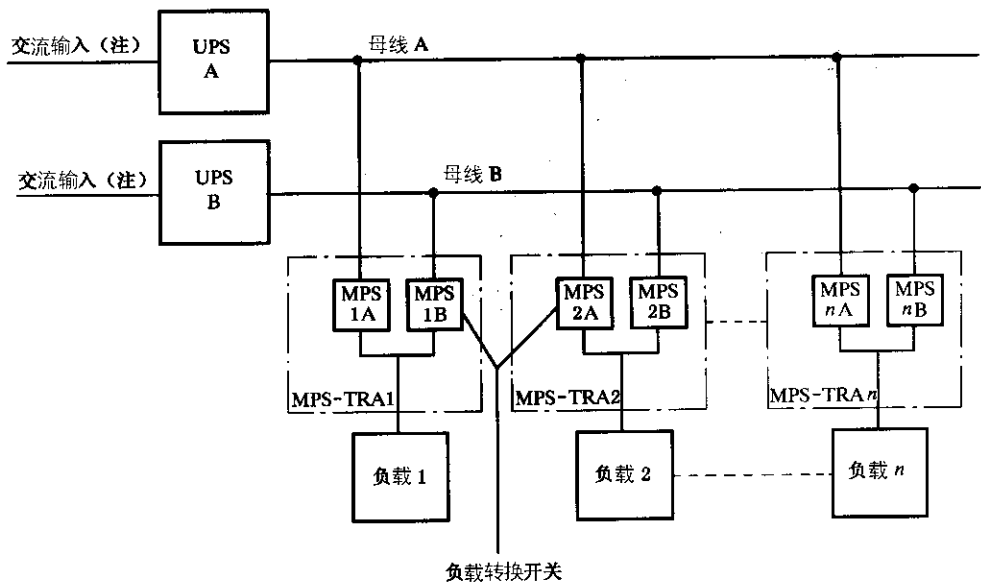 交流输入（注）
UPS
A
母线 A
交流输入（注）
UPS
B
母线 B
MPS
1A
MPS
1B
MPS
2A
MPS
2B
MPS
nA
MPS
nB
MPS-TRA1
MPS-TRA2
MPS-TRAn
负载 1
负载 2
负载 n
负载转换开关